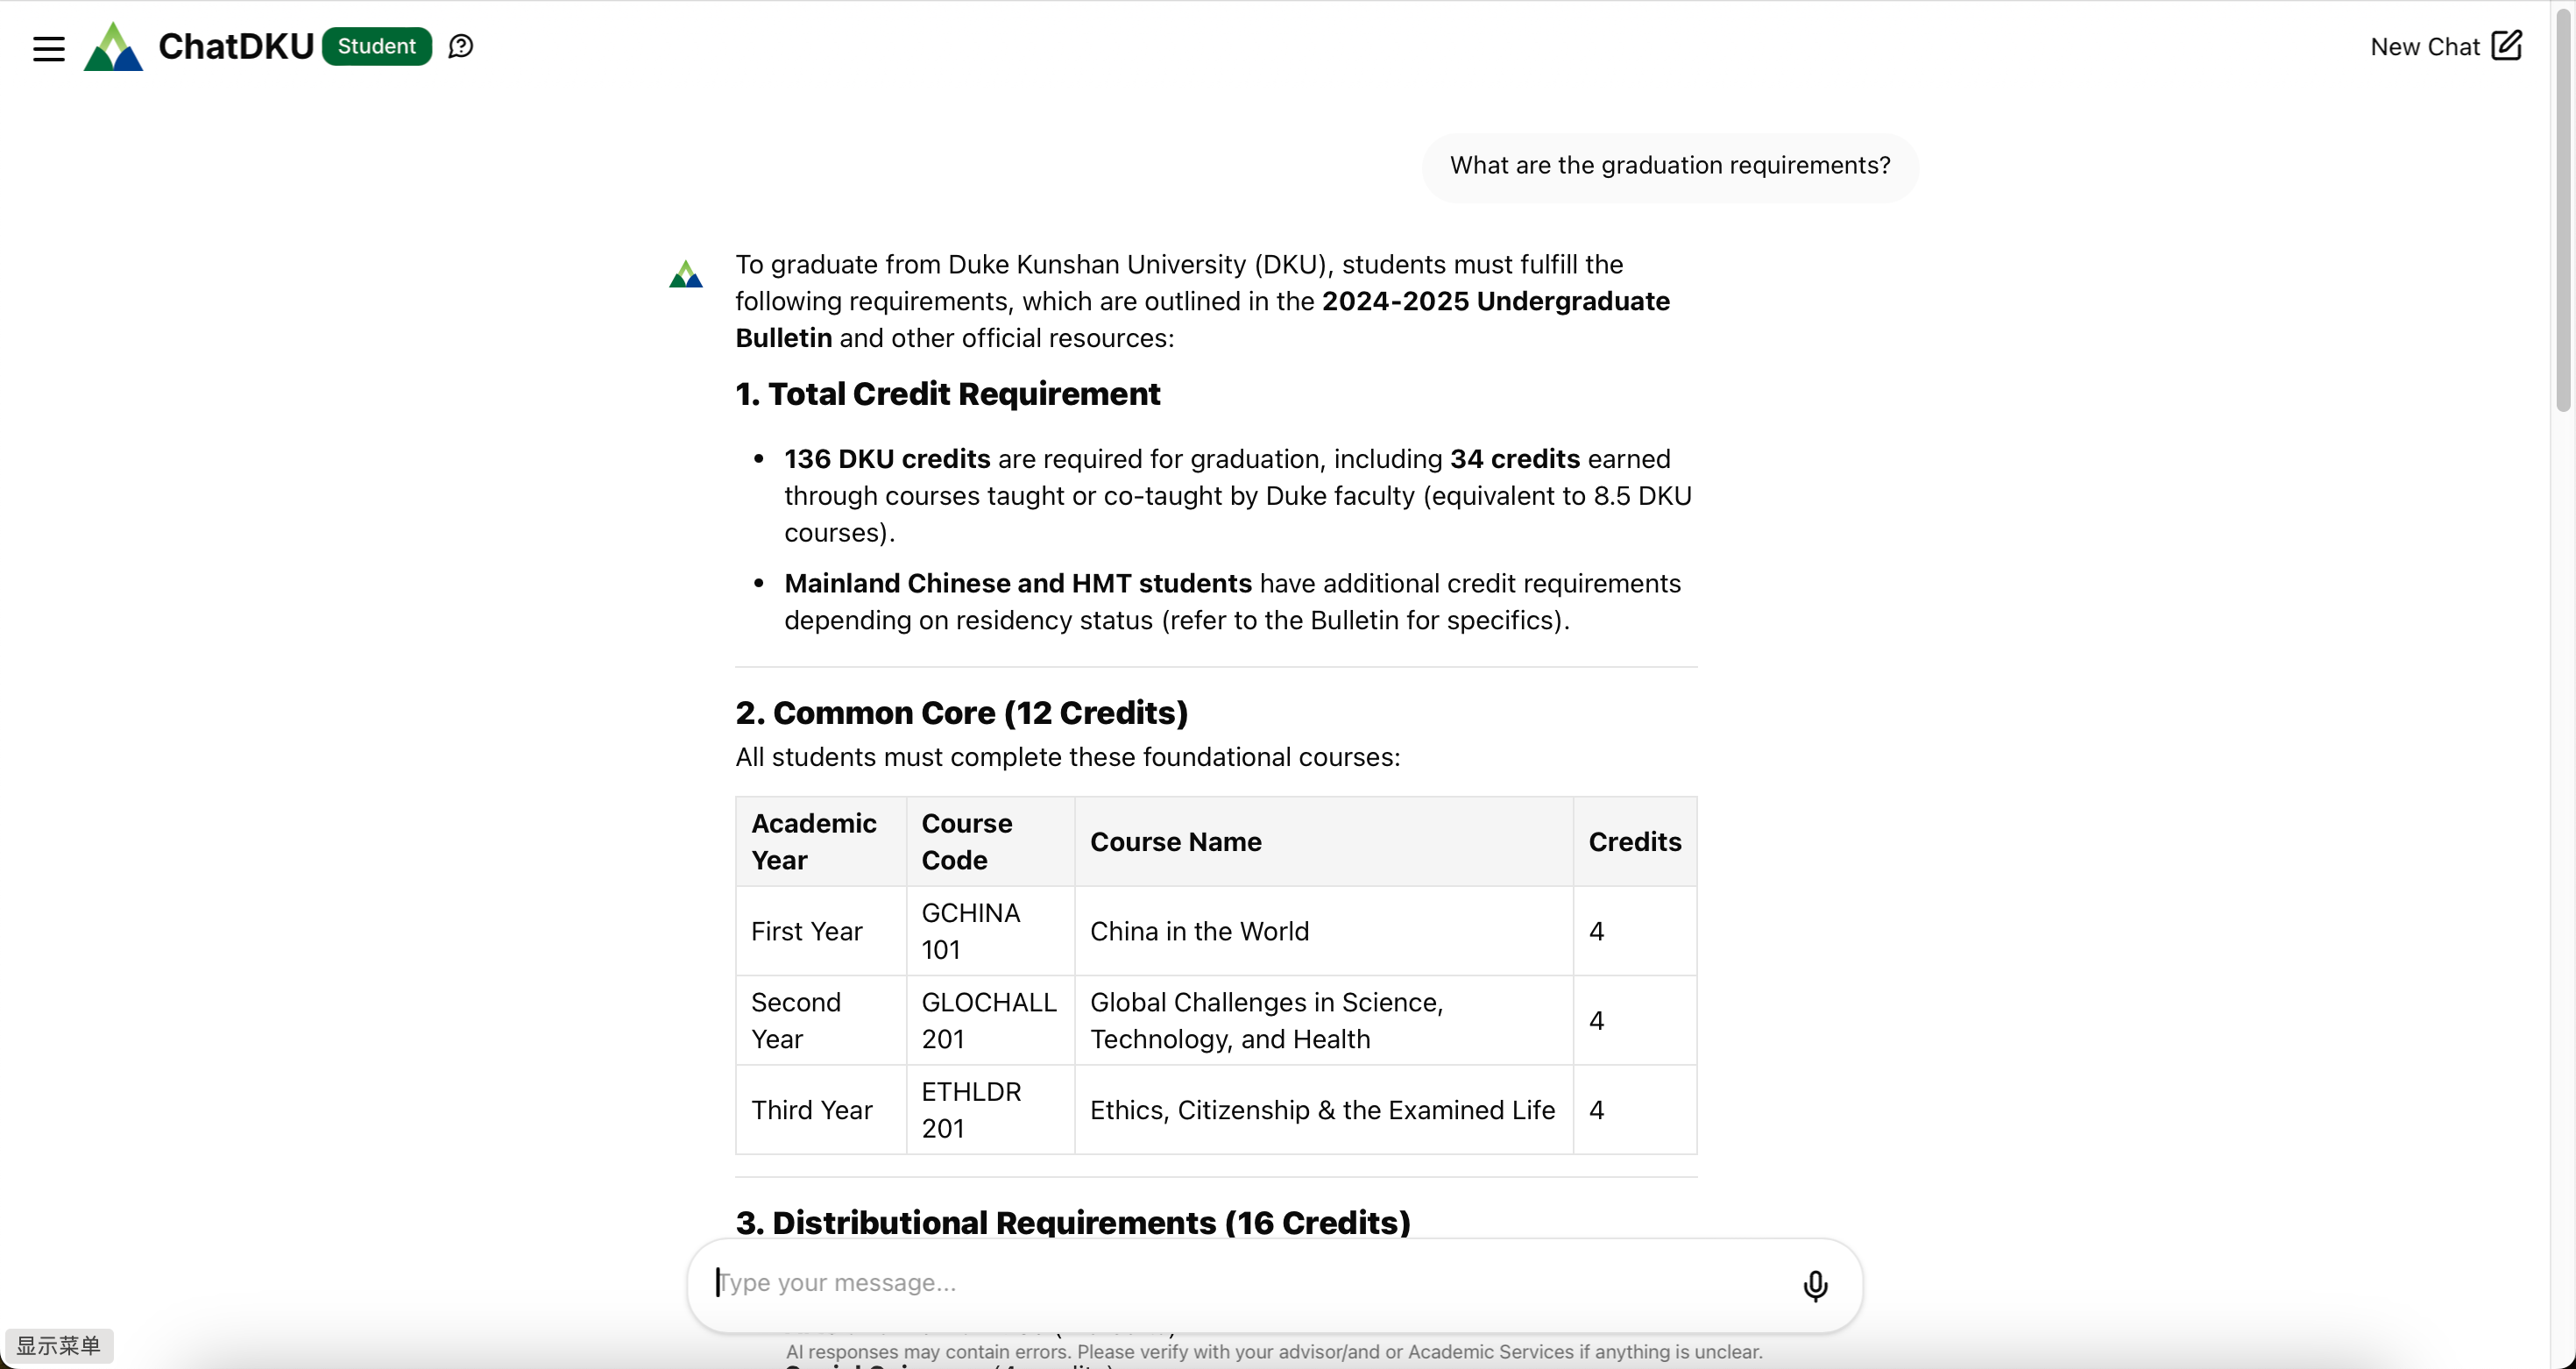 ChatDKU Student
New Chat
What are the graduation requirements?
To graduate from Duke Kunshan University (DKU), students must fulfill the
following requirements, which are outlined in the 2024-2025 Undergraduate
Bulletin and other official resources:
1. Total Credit Requirement
• 136 DKU credits are required for graduation, including 34 credits earned
through courses taught or co-taught by Duke faculty (equivalent to 8.5 DKU
courses).
• Mainland Chinese and HMT students have additional credit requirements
depending on residency status (refer to the Bulletin for specifics).
2. Common Core (12 Credits)
All students must complete these foundational courses:
Academic Year Course Code Course Name Credits
First Year GCHINA 101 China in the World 4
Second Year GLOCHALL 201 Global Challenges in Science, Technology, and Health 4
Third Year ETHLDR 201 Ethics, Citizenship & the Examined Life 4
3. Distributional Requirements (16 Credits)
Type your message...
显示菜单
AI responses may contain errors. Please verify with your advisor/and or Academic Services if anything is unclear.